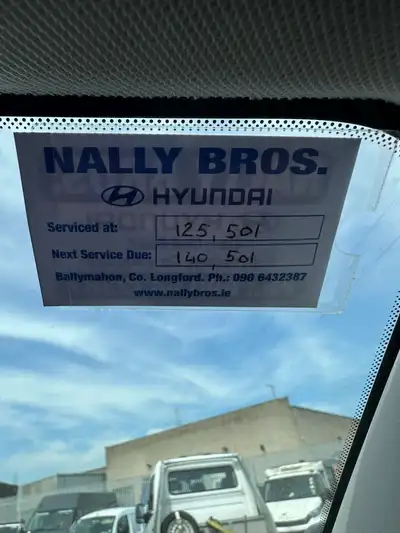 NALLY BROS.
HYUNDAI
Serviced at: 125,501
Next Service Due: 140,501
Ballymahon, Co. Longford. Ph.: 090 6432387
www.nallybros.ie